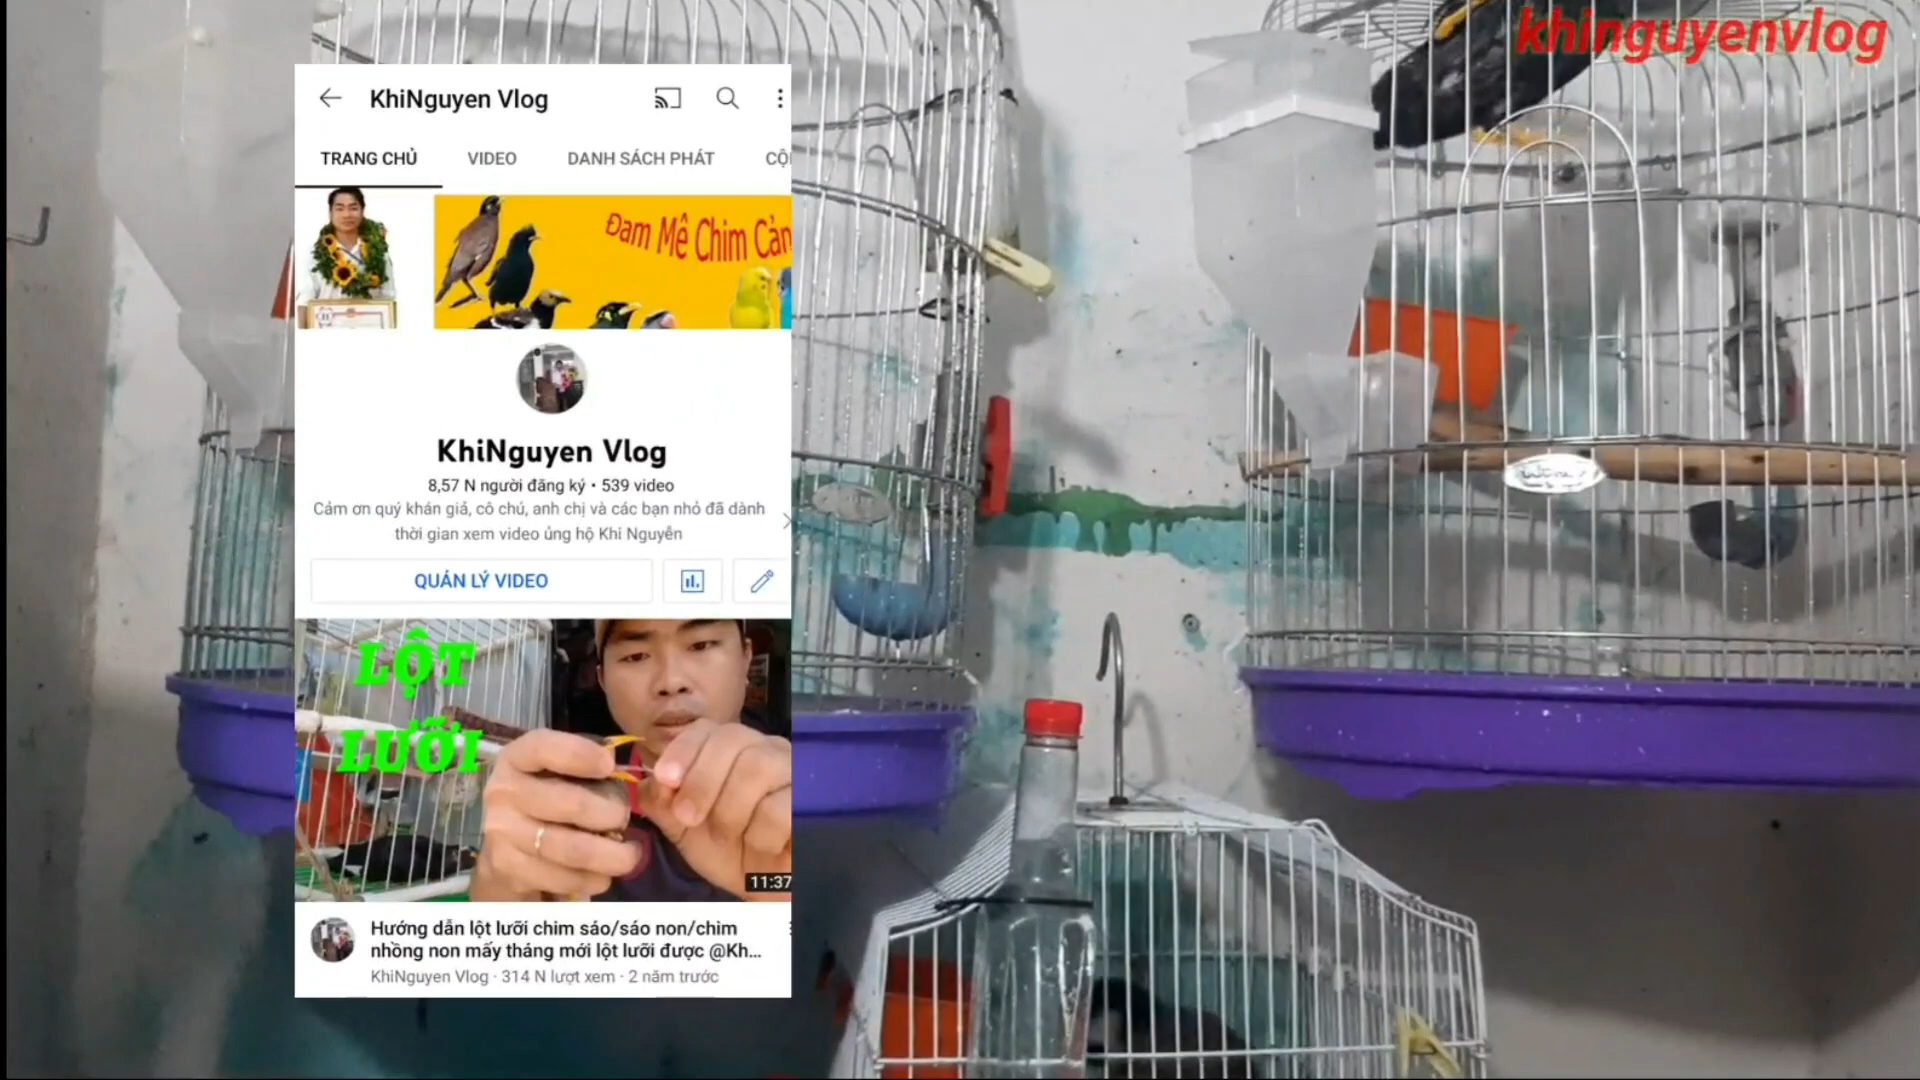 khinguyenvlog
KhiNguyen Vlog
TRANG CHỦ VIDEO DANH SÁCH PHÁT
Đam Mê Chim Cản
KhiNguyen Vlog
8,57 N người đăng ký • 539 video
Cảm ơn quý khán giả, cô chú, anh chị và các bạn nhỏ đã dành
thời gian xem video ủng hộ Khỉ Nguyễn
QUẢN LÝ VIDEO
LỘT
LƯỠI
11:37
Hướng dẫn lột lưỡi chim sáo/sáo non/chim
nhồng non mấy tháng mới lột lưỡi được @Kh...
KhiNguyen Vlog · 314 N lượt xem · 2 năm trước